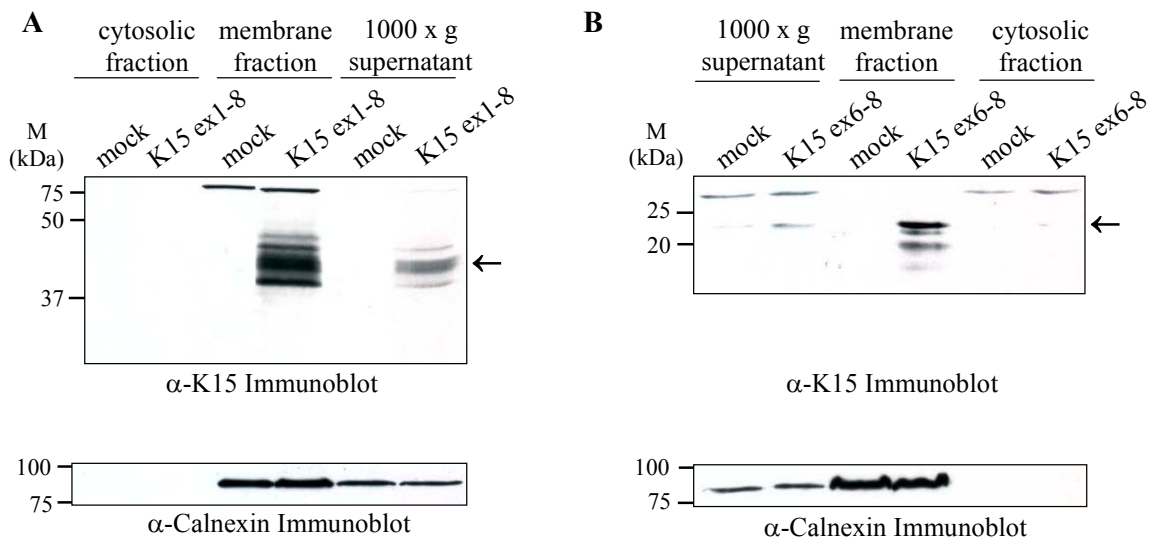 A
cytosolic fraction
membrane fraction
1000 x g supernatant
M (kDa)
mock
K15 ex1-8
mock
K15 ex1-8
mock
K15 ex1-8
75
50
37
α-K15 Immunoblot
100
75
α-Calnexin Immunoblot
B
1000 x g supernatant
membrane fraction
cytosolic fraction
M (kDa)
mock
K15 ex6-8
mock
K15 ex6-8
mock
K15 ex6-8
25
20
α-K15 Immunoblot
100
75
α-Calnexin Immunoblot